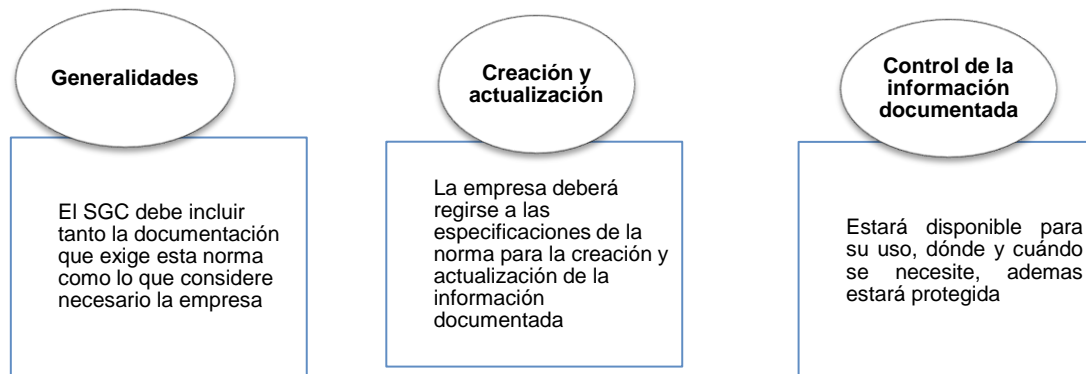 Generalidades
El SGC debe incluir
tanto la documentación
que exige esta norma
como lo que considere
necesario la empresa
Creación y
actualización
La empresa deberá
regirse a las
especificaciones de la
norma para la creación y
actualización de la
información
documentada
Control de la
información
documentada
Estará disponible para
su uso, dónde y cuándo
se necesite, ademas
estará protegida